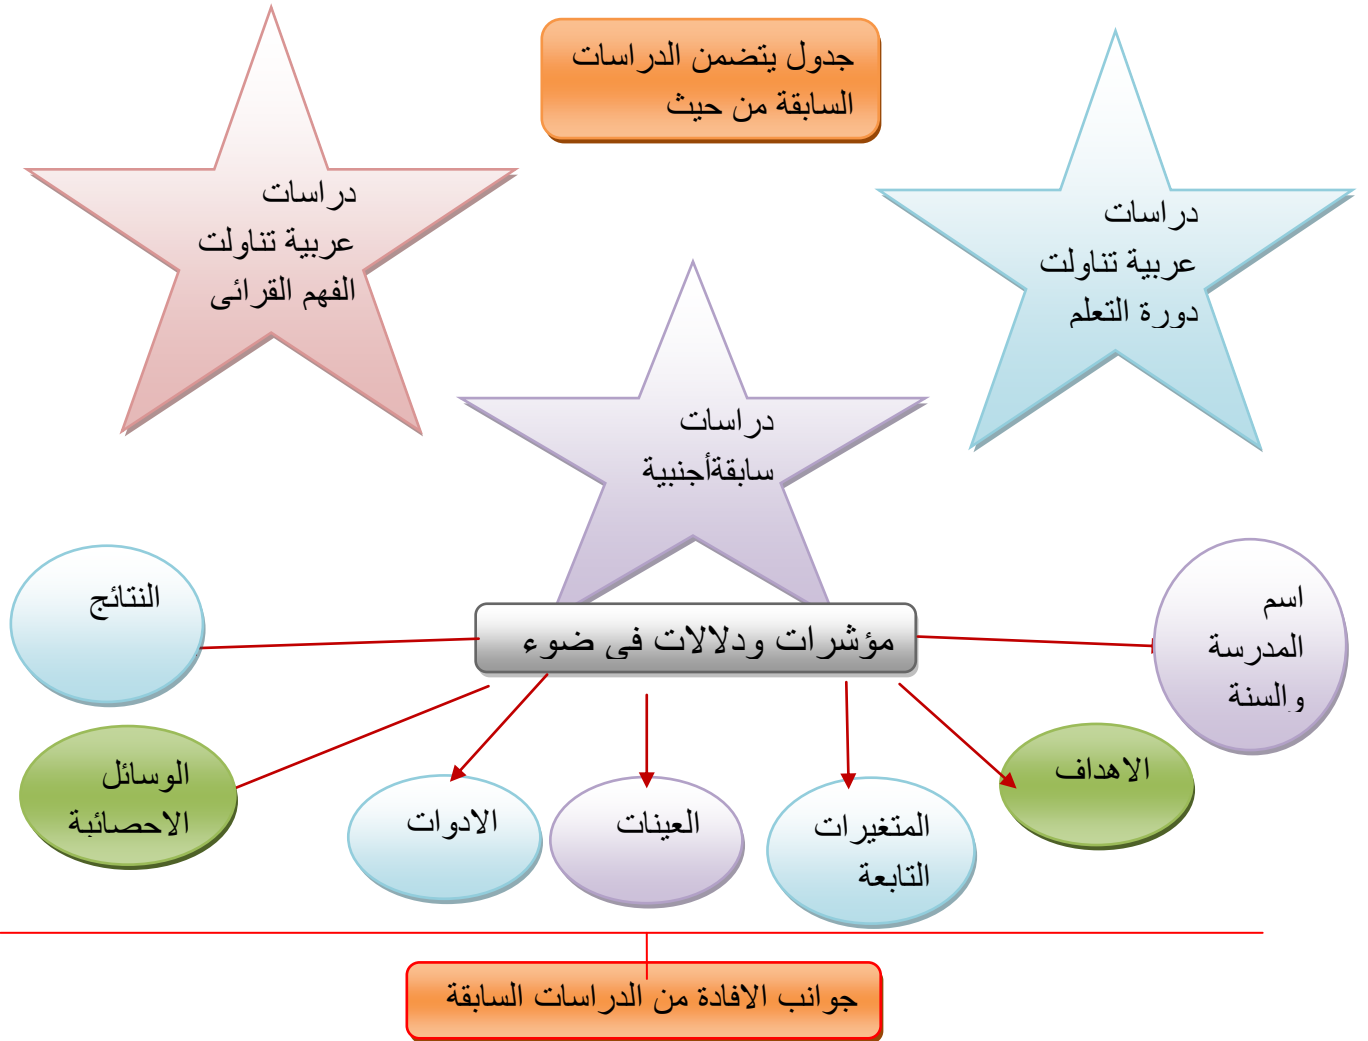 جدول يتضمن الدراسات
السابقة من حيث
دراسات
عربية تناولت
دورة التعلم
دراسات
عربية تناولت
الفهم القرائى
دراسات
سابقةأجنبية
مؤشرات ودلالات فى ضوء
اسم
المدرسة
والسنة
الاهداف
المتغيرات
التابعة
العينات
الادوات
الوسائل
الاحصائية
النتائج
جوانب الافادة من الدراسات السابقة